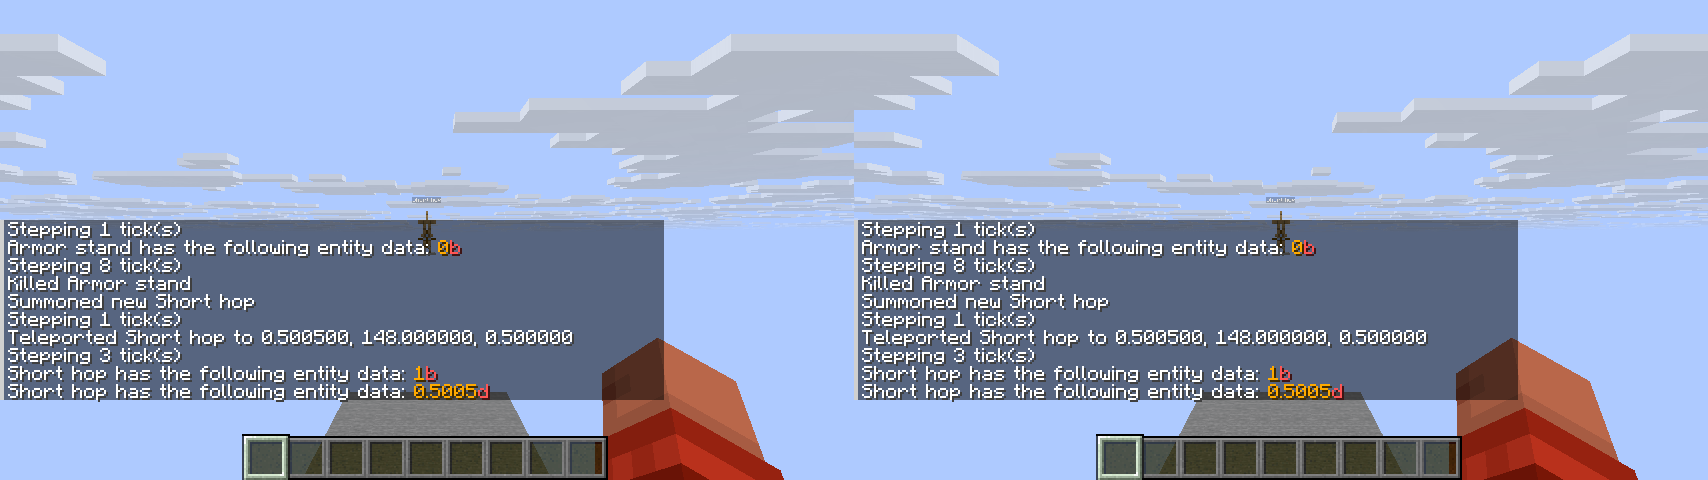 Short hop
Stepping 1 tick(s)
Armor stand has the following entity data: 0b
Stepping 8 tick(s)
Killed Armor stand
Summoned new Short hop
Stepping 1 tick(s)
Teleported Short hop to 0.500500, 148.000000, 0.500000
Stepping 3 tick(s)
Short hop has the following entity data: 1b
Short hop has the following entity data: 0.5005d
Short hop
Stepping 1 tick(s)
Armor stand has the following entity data: 0b
Stepping 8 tick(s)
Killed Armor stand
Summoned new Short hop
Stepping 1 tick(s)
Teleported Short hop to 0.500500, 148.000000, 0.500000
Stepping 3 tick(s)
Short hop has the following entity data: 1b
Short hop has the following entity data: 0.5005d